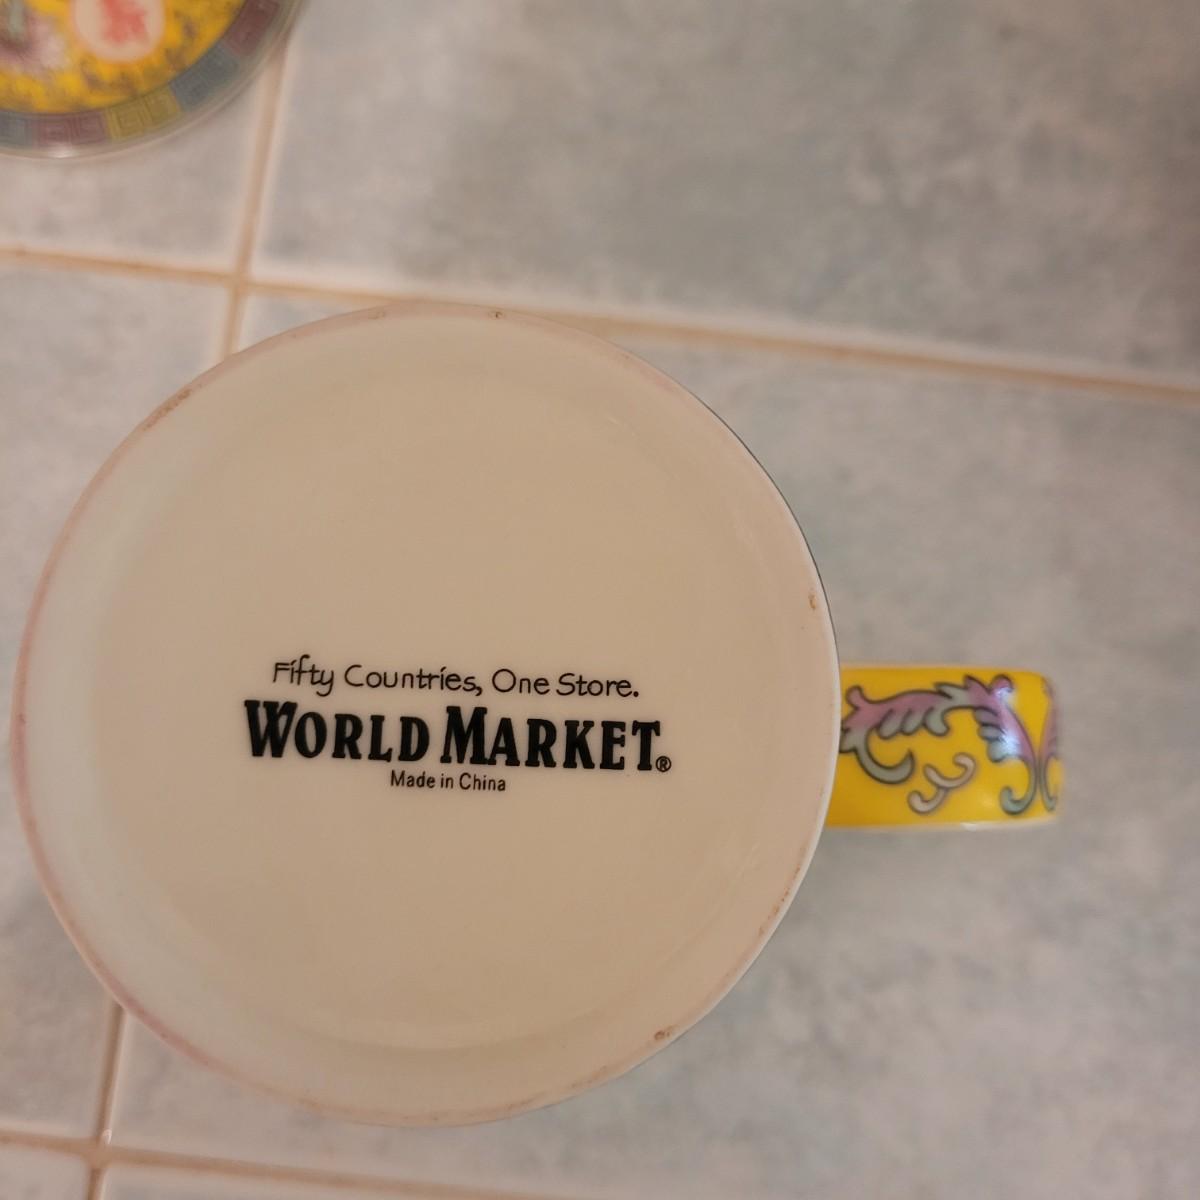 Fifty Countries, One Store.
WORLD MARKET®
Made in China